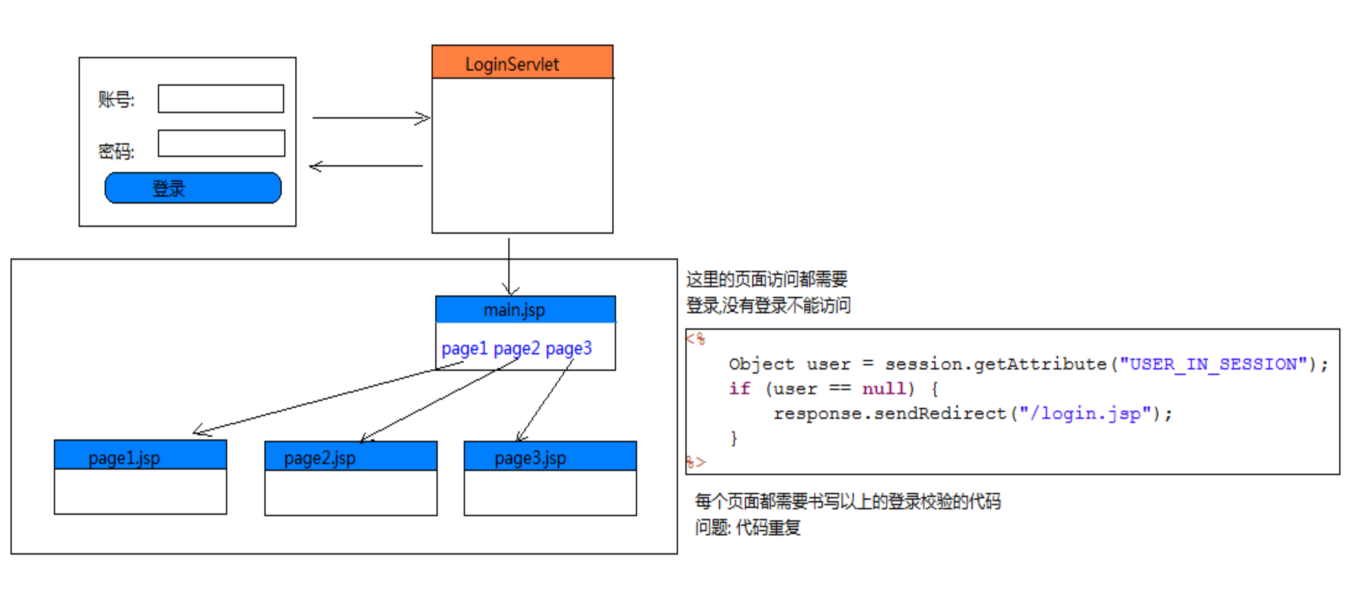 账号:
密码:
登录
LoginServlet
main.jsp
page1 page2 page3
page1.jsp
page2.jsp
page3.jsp
这里的页面访问都需要
登录,没有登录不能访问
<%
Object user = session.getAttribute("USER_IN_SESSION");
if (user == null) {
response.sendRedirect("/login.jsp");
}
%>
每个页面都需要书写以上的登录校验的代码
问题: 代码重复